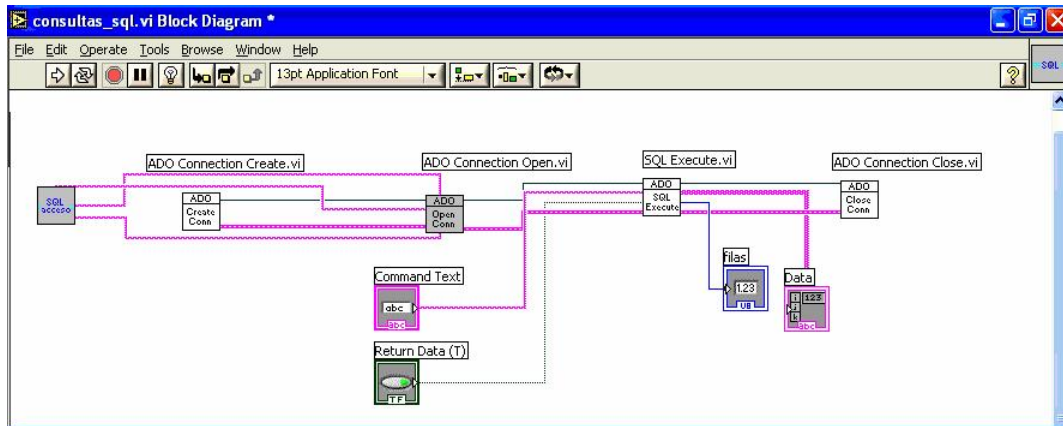 consultas_sql.vi Block Diagram *
File Edit Operate Tools Browse Window Help
13pt Application Font
?
SQL
ADO Connection Create.vi
ADO Connection Open.vi
SQL Execute.vi
ADO Connection Close.vi
SQL
acceso
ADO
Create
Conn
ADO
Open
Conn
ADO
SQL
Execute
ADO
Close
Conn
filas
1.23
U8
Data
i
j
k
123
abc
Command Text
abc
abc
Return Data (T)
TF